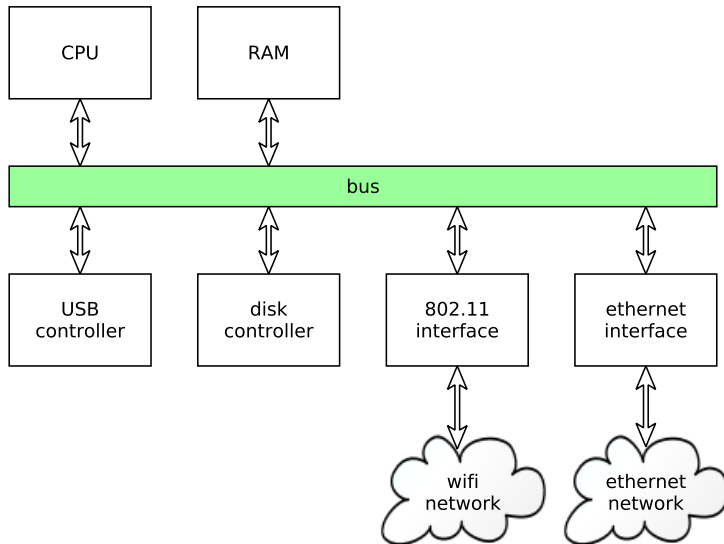 CPU
RAM
bus
USB
controller
disk
controller
802.11
interface
ethernet
interface
wifi
network
ethernet
network